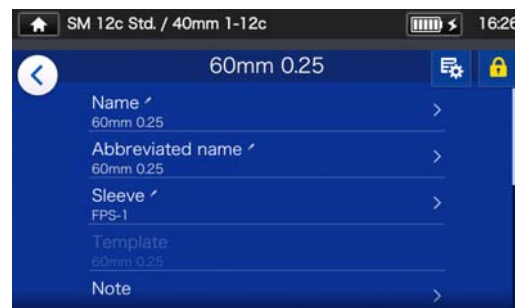 SM 12c Std. / 40mm 1-12c
16:26
60mm 0.25
Name
60mm 0.25
Abbreviated name
60mm 0.25
Sleeve
FPS-1
Template
60mm 0.25
Note